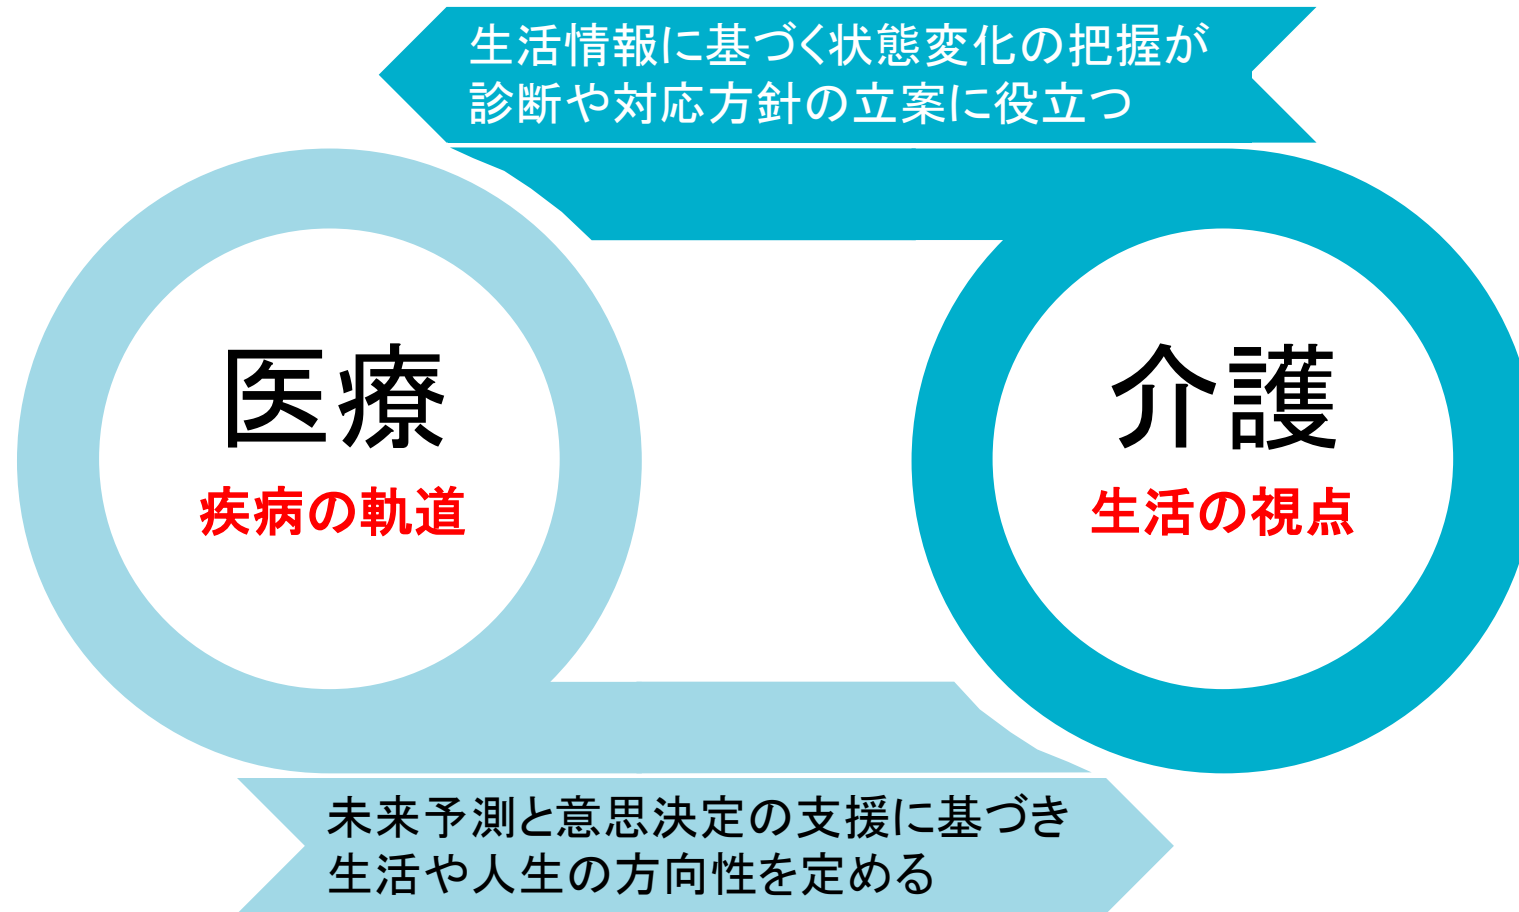 生活情報に基づく状態変化の把握が
診断や対応方針の立案に役立つ
医療
疾病の軌道
介護
生活の視点
未来予測と意思決定の支援に基づき
生活や人生の方向性を定める